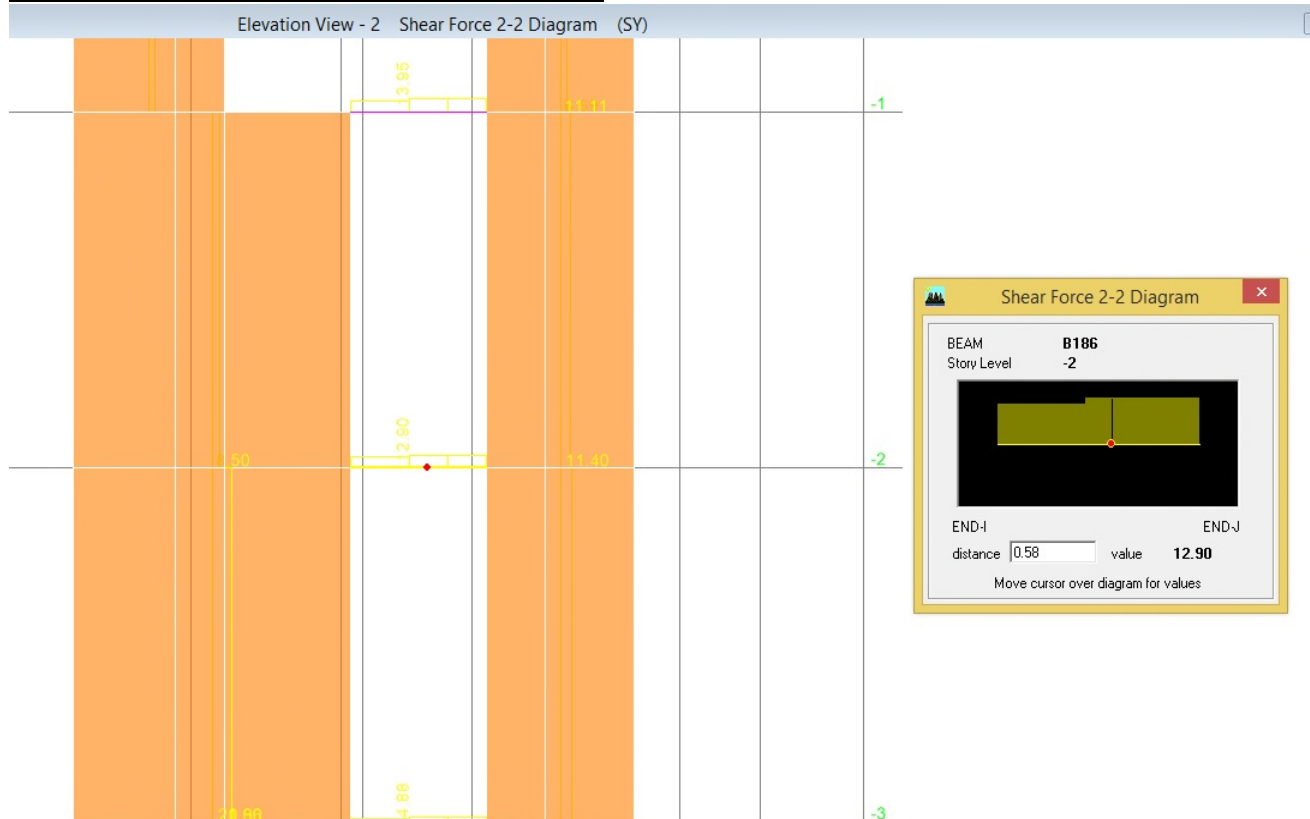 Elevation View - 2 Shear Force 2-2 Diagram (SY)
13.95
11.11
-1
Shear Force 2-2 Diagram
BEAM B186
Story Level -2
12.90
11.40
-2
END-I END-J
distance 0.58 value 12.90
Move cursor over diagram for values
-3